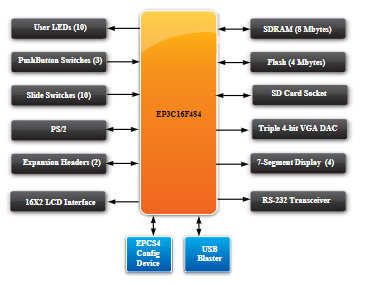 User LEDs (10)
PushButton Switches (3)
Slide Switches (10)
PS/2
Expansion Headers (2)
16X2 LCD Interface
EP3C16F484
SDRAM (8 Mbytes)
Flash (4 Mbytes)
SD Card Socket
Triple 4-bit VGA DAC
7-Segment Display (4)
RS-232 Transceiver
EPCS4
Config
Device
USB
Blaster